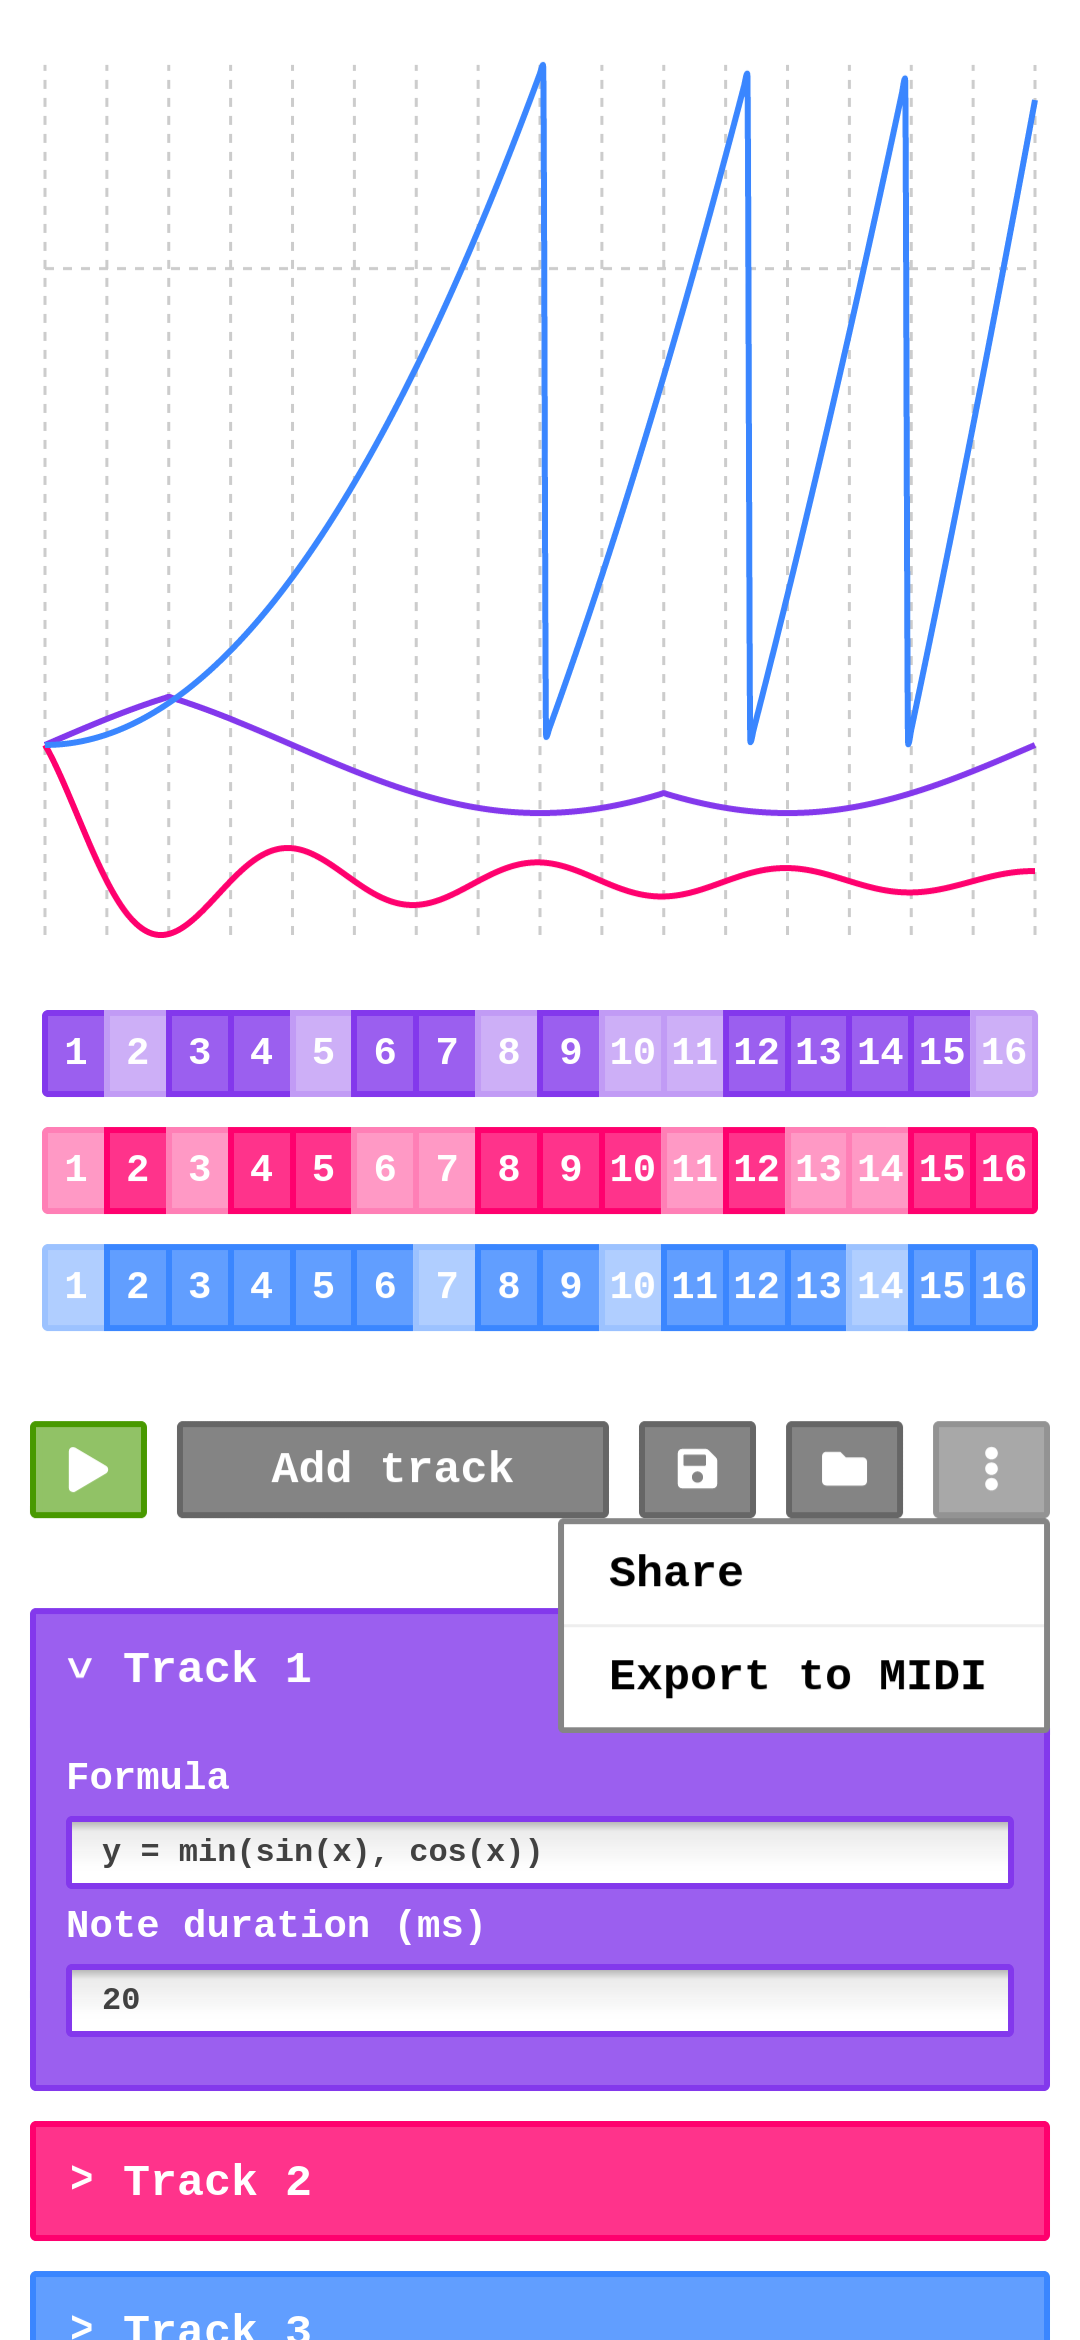 1 2 3 4 5 6 7 8 9 10 11 12 13 14 15 16
1 2 3 4 5 6 7 8 9 10 11 12 13 14 15 16
1 2 3 4 5 6 7 8 9 10 11 12 13 14 15 16
Add track
Share
Export to MIDI
> Track 1
Formula
y = min(sin(x), cos(x))
Note duration (ms)
20
> Track 2
> Track 3